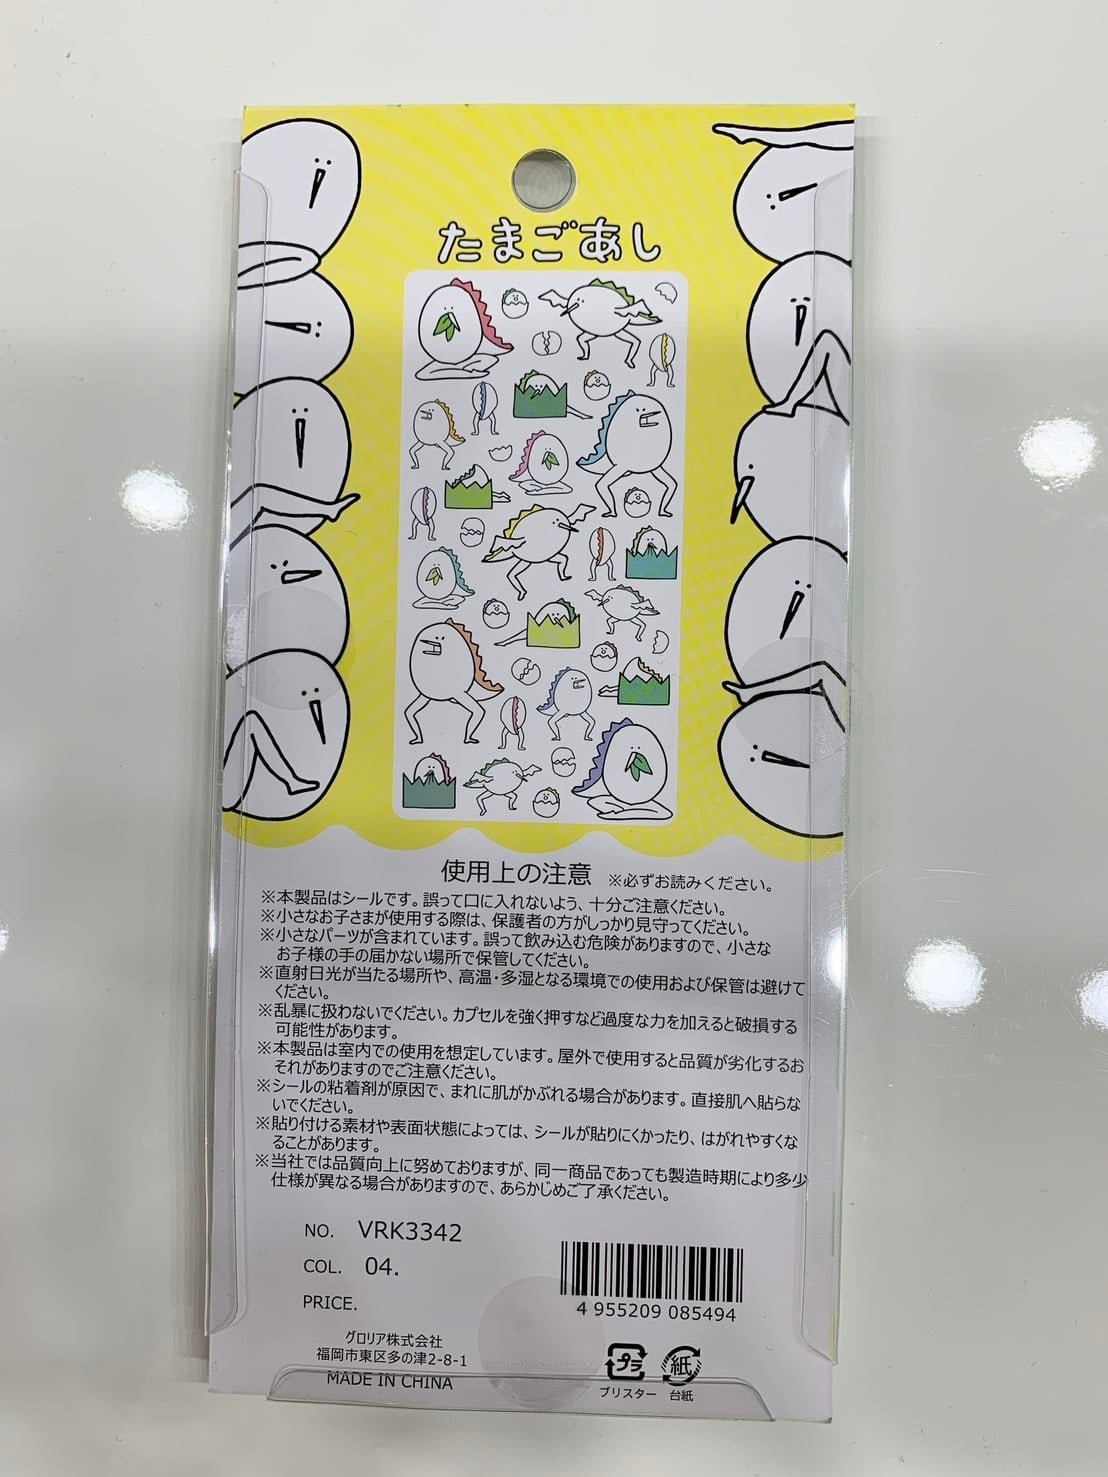 たまごあし
使用上の注意 ※必ずお読みください。
※本製品はシールです。誤って口に入れないよう、十分ご注意ください。
※小さなお子さまが使用する際は、保護者の方がしっかり見守ってください。
※小さなパーツが含まれています。誤って飲み込む危険がありますので、小さな
お子様の手の届かない場所で保管してください。
※直射日光が当たる場所や、高温・多湿となる環境での使用および保管は避けて
ください。
※乱暴に扱わないでください。カプセルを強く押すなど過度な力を加えると破損する
可能性があります。
※本製品は室内での使用を想定しています。屋外で使用すると品質が劣化するお
それがありますのでご注意ください。
※シールの粘着剤が原因で、まれに肌がかぶれる場合があります。直接肌へ貼らな
いでください。
※貼り付ける素材や表面状態によっては、シールが貼りにくかったり、はがれやすくな
ることがあります。
※当社では品質向上に努めておりますが、同一商品であっても製造時期により多少
仕様が異なる場合がありますので、あらかじめご了承ください。
NO. VRK3342
COL. 04.
PRICE.
4 955209 085494
グロリア株式会社
福岡市東区多の津2-8-1
MADE IN CHINA
プラ
ブリスター
紙
台紙